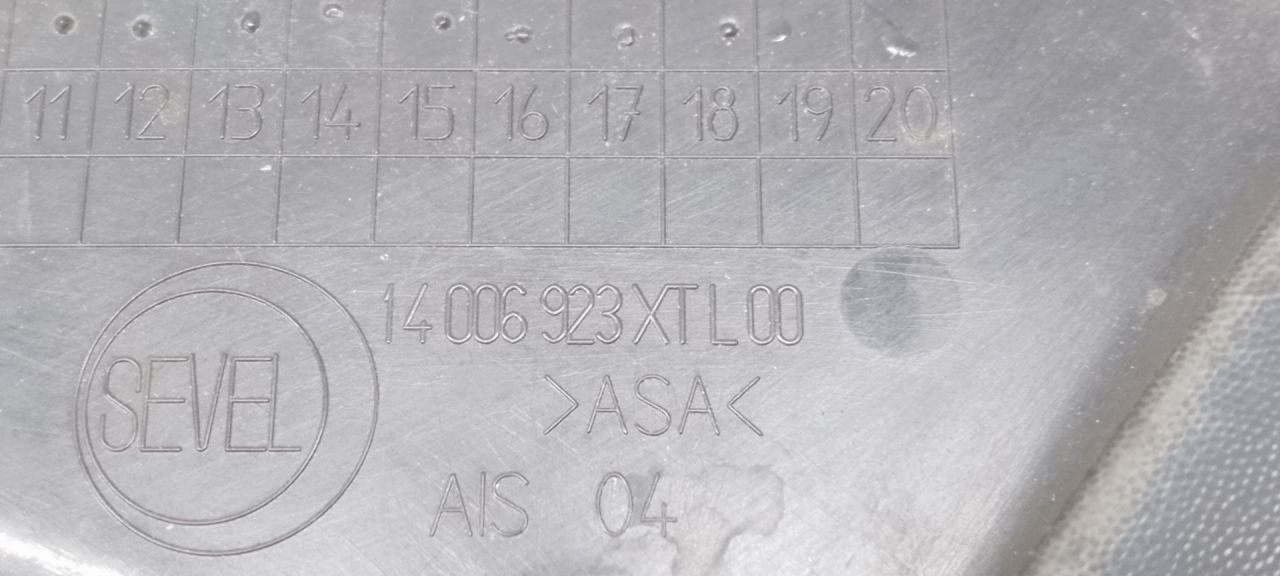 11 12 13 14 15 16 17 18 19 20
14 006 923 XT L 00
SEVEL
>ASA<
AIS 04